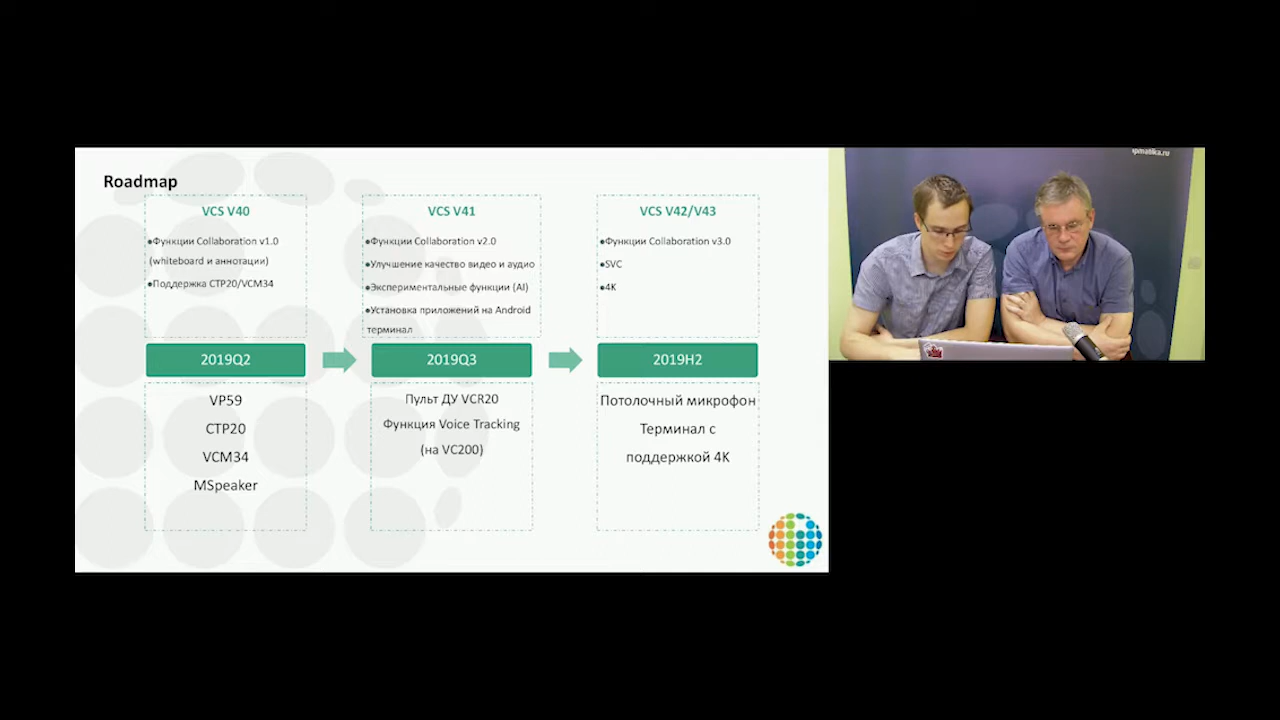 Roadmap
VCS V40
●Функции Collaboration v1.0
(whiteboard и аннотации)
●Поддержка CTP20/VCM34
VCS V41
●Функции Collaboration v2.0
●Улучшение качество видео и аудио
●Экспериментальные функции (AI)
●Установка приложений на Android
терминал
VCS V42/V43
●Функции Collaboration v3.0
●SVC
●4K
2019Q2
2019Q3
2019H2
VP59
CTP20
VCM34
MSpeaker
Пульт ДУ VCR20
Функция Voice Tracking
(на VC200)
Потолочный микрофон
Терминал с
поддержкой 4K
ipmatika.ru